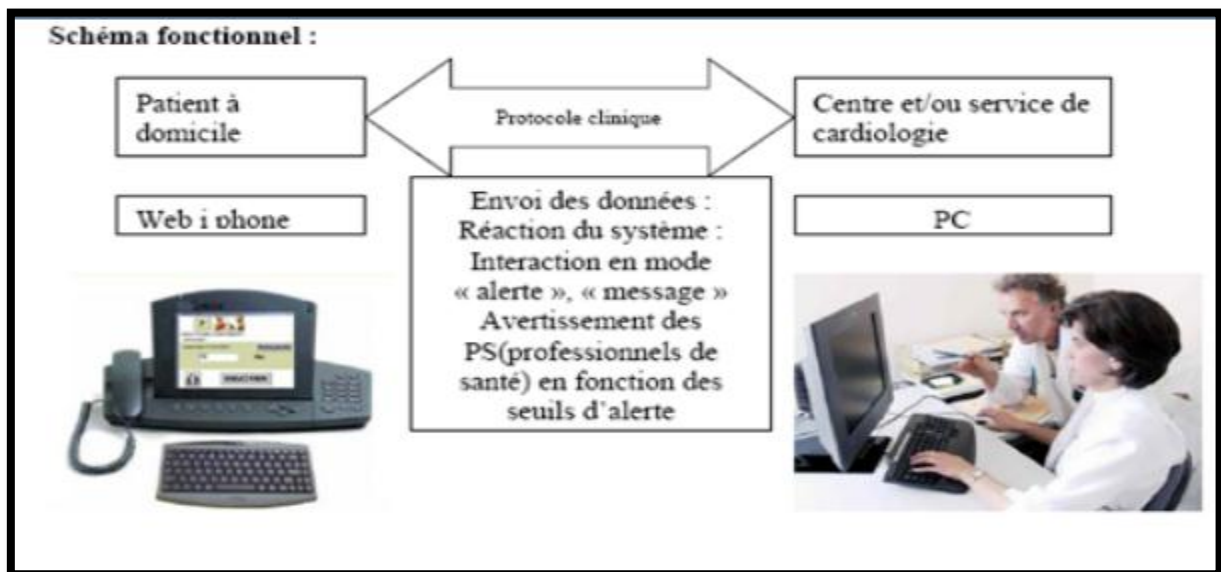 Schéma fonctionnel :
Patient à
domicile
Protocole clinique
Centre et/ou service de
cardiologie
Web i phone
Envoi des données :
Réaction du système :
Interaction en mode
« alerte », « message »
Avertissement des
PS(professionnels de
santé) en fonction des
seuils d'alerte
PC